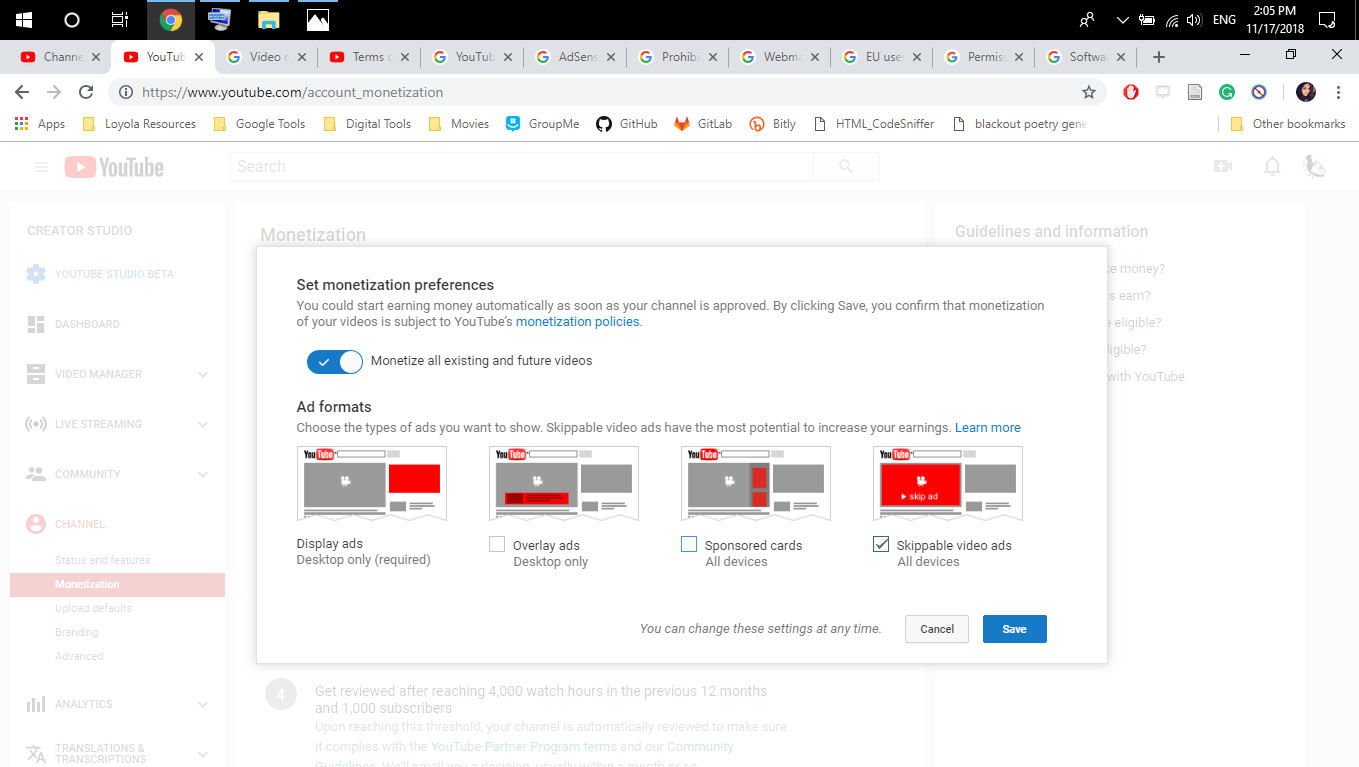 2:05 PM
ENG
11/17/2018
Channe
YouTub
Video r
Terms o
YouTub
AdSens
Prohibi
Webma
EU use
Permis
Softwa
https://www.youtube.com/account_monetization
Apps
Loyola Resources
Google Tools
Digital Tools
Movies
GroupMe
GitHub
GitLab
Bitly
HTML_CodeSniffer
blackout poetry gene
Other bookmarks
YouTube
Search
CREATOR STUDIO
YOUTUBE STUDIO BETA
DASHBOARD
VIDEO MANAGER
LIVE STREAMING
COMMUNITY
CHANNEL
Status and features
Monetization
Upload defaults
Branding
Advanced
ANALYTICS
TRANSLATIONS &
TRANSCRIPTIONS
Monetization
Set monetization preferences
You could start earning money automatically as soon as your channel is approved. By clicking Save, you confirm that monetization
of your videos is subject to YouTube's monetization policies.
Monetize all existing and future videos
Ad formats
Choose the types of ads you want to show. Skippable video ads have the most potential to increase your earnings. Learn more
YouTube
YouTube
YouTube
YouTube
skip ad
Display ads
Desktop only (required)
Overlay ads
Desktop only
Sponsored cards
All devices
Skippable video ads
All devices
You can change these settings at any time.
Cancel
Save
4
Get reviewed after reaching 4,000 watch hours in the previous 12 months
and 1,000 subscribers
Upon reaching this threshold, your channel is automatically reviewed to make sure
it complies with the YouTube Partner Program terms and our Community
Guidelines. We'll email you a decision, usually within a month or so.
Guidelines and information
ke money?
s earn?
e eligible?
ligible?
with YouTube